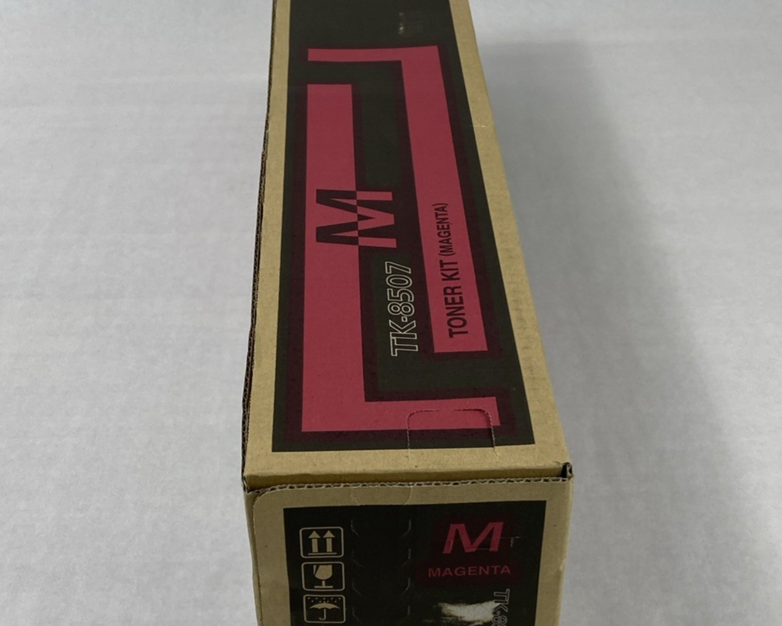 M
TK-8507
TONER KIT (MAGENTA)
M
MAGENTA